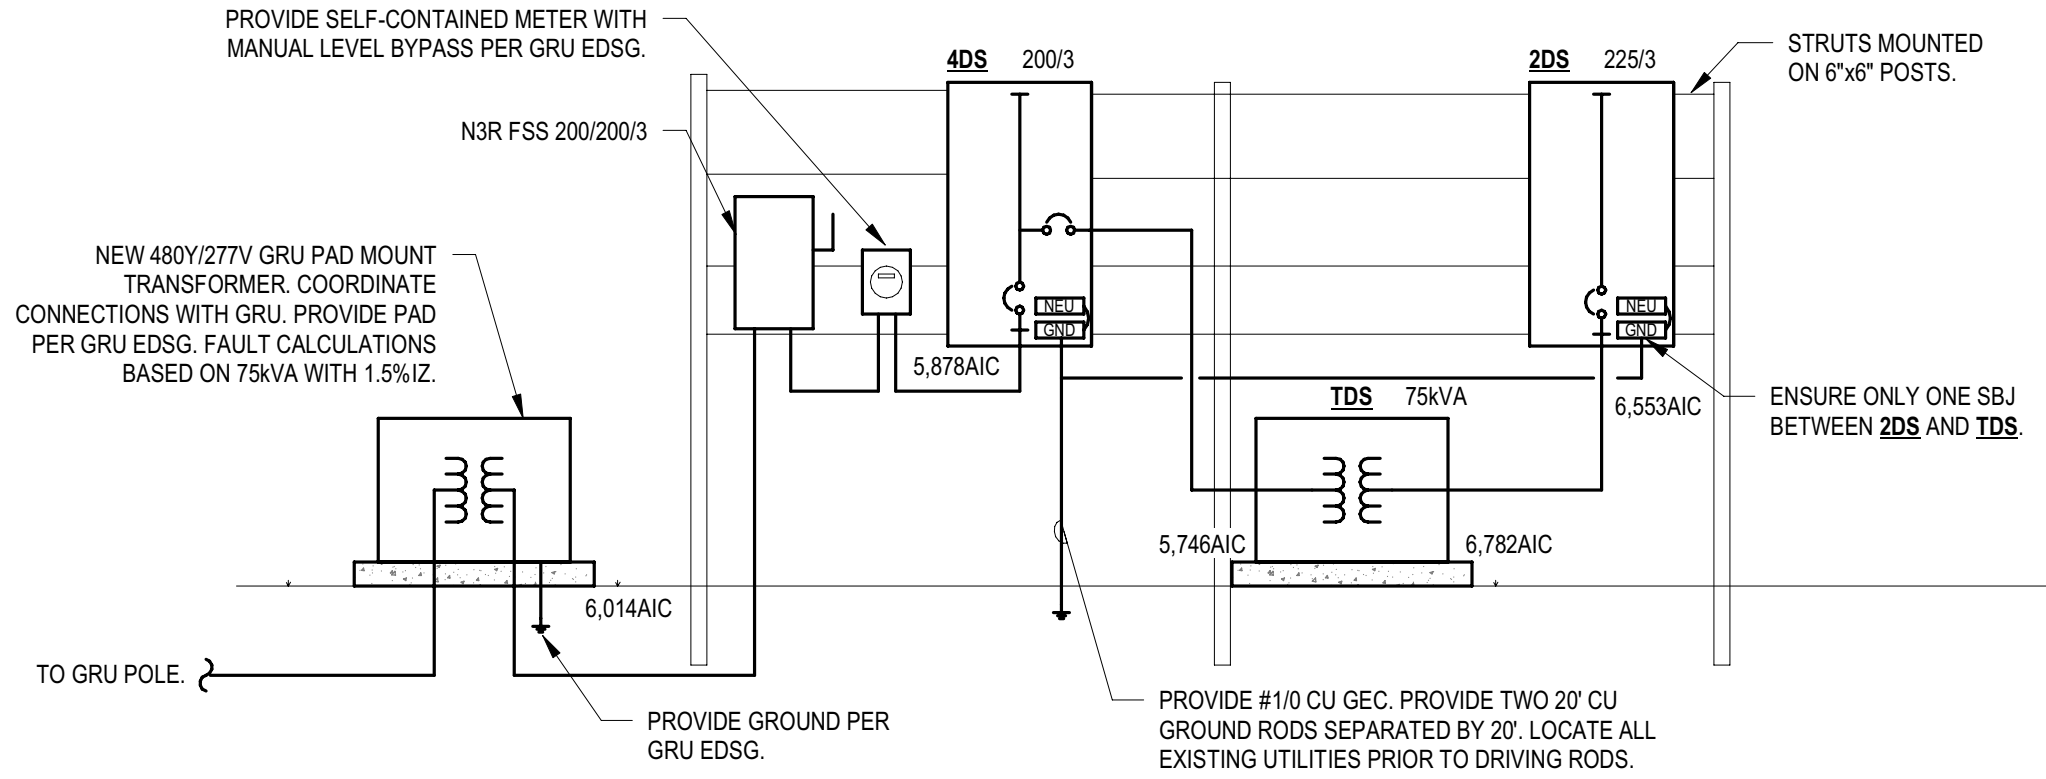 PROVIDE SELF-CONTAINED METER WITH
MANUAL LEVEL BYPASS PER GRU EDSG.
4DS 200/3
2DS 225/3
STRUTS MOUNTED
ON 6"x6" POSTS.
N3R FSS 200/200/3
NEW 480Y/277V GRU PAD MOUNT
TRANSFORMER. COORDINATE
CONNECTIONS WITH GRU. PROVIDE PAD
PER GRU EDSG. FAULT CALCULATIONS
BASED ON 75kVA WITH 1.5%IZ.
NEU
GND
NEU
GND
5,878AIC
TDS 75kVA
6,553AIC
ENSURE ONLY ONE SBJ
BETWEEN 2DS AND TDS.
5,746AIC
6,782AIC
6,014AIC
TO GRU POLE.
PROVIDE GROUND PER
GRU EDSG.
PROVIDE #1/0 CU GEC. PROVIDE TWO 20' CU
GROUND RODS SEPARATED BY 20'. LOCATE ALL
EXISTING UTILITIES PRIOR TO DRIVING RODS.